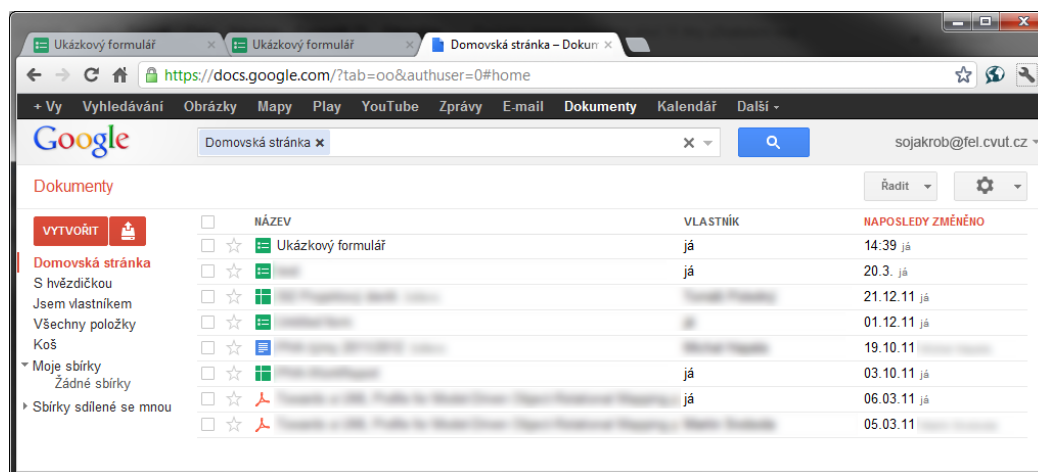 Ukázkový formulář
Ukázkový formulář
Domovská stránka – Dokum
https://docs.google.com/?tab=oo&authuser=0#home
+ Vy Vyhledávání Obrázky Mapy Play YouTube Zprávy E-mail Dokumenty Kalendář Další
Google
Domovská stránka
sojakrob@fel.cvut.cz
Dokumenty
Řadit
VYTVOŘIT
Domovská stránka
S hvězdičkou
Jsem vlastníkem
Všechny položky
Koš
Moje sbírky
Žádné sbírky
Sbírky sdílené se mnou
NÁZEV VLASTNÍK NAPOSLEDY ZMĚNĚNO
Ukázkový formulář já 14:39 já
já 20.3. já
21.12.11 já
01.12.11 já
19.10.11
já 03.10.11 já
já 06.03.11 já
05.03.11